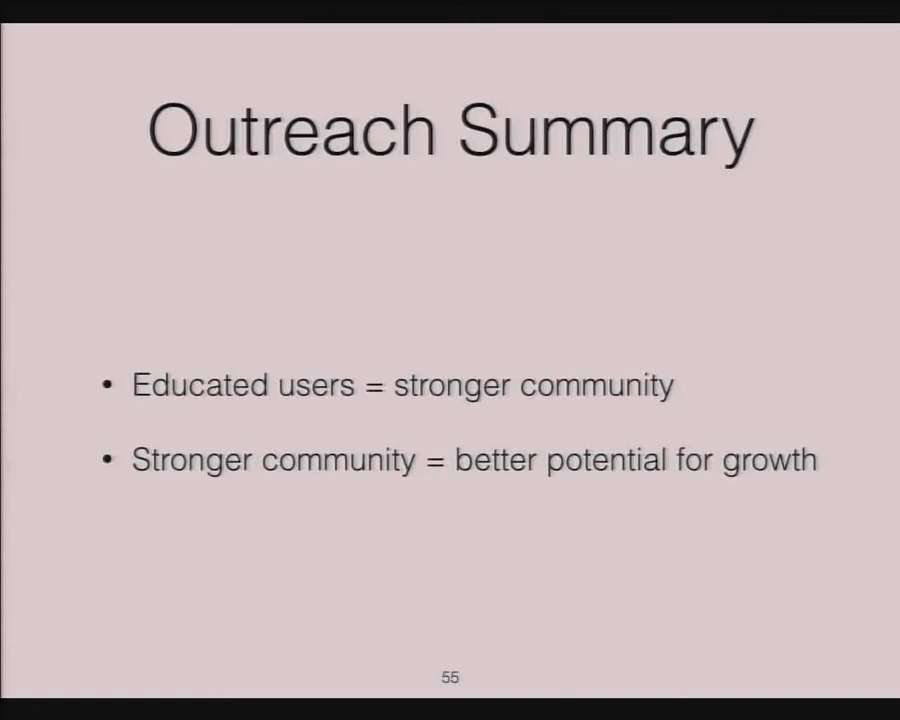 Outreach Summary
• Educated users = stronger community
• Stronger community = better potential for growth
55